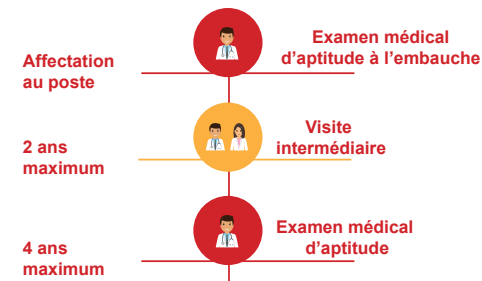 Examen médical
d'aptitude à l'embauche
Affectation
au poste
Visite
intermédiaire
2 ans
maximum
Examen médical
d'aptitude
4 ans
maximum